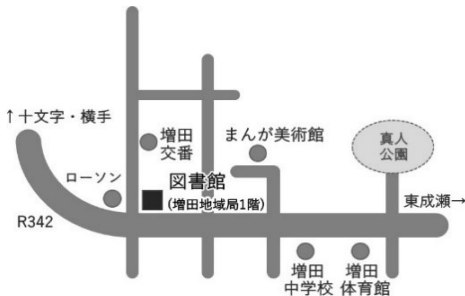 ↑十文字・横手
増田
交番
まんが美術館
真人
公園
ローソン
図書館
(増田地域局1階)
東成瀬→
R342
増田
中学校
増田
体育館